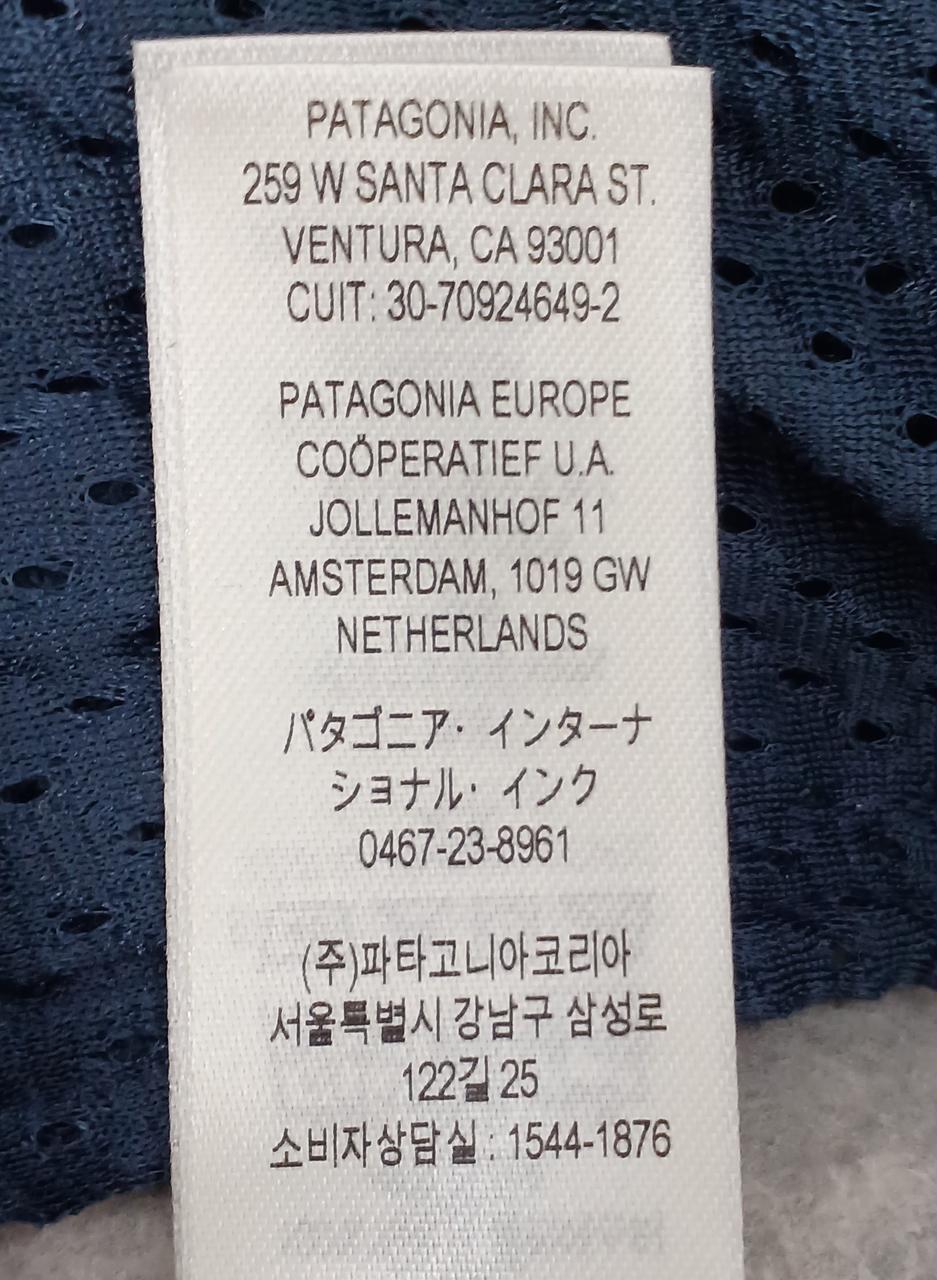 PATAGONIA, INC.
259 W SANTA CLARA ST.
VENTURA, CA 93001
CUIT: 30-70924649-2
PATAGONIA EUROPE
COÖPERATIEF U.A.
JOLLEMANHOF 11
AMSTERDAM, 1019 GW
NETHERLANDS
パタゴニア・インターナ
ショナル・インク
0467-23-8961
(주)파타고니아코리아
서울특별시 강남구 삼성로
122길 25
소비자상담실 : 1544-1876